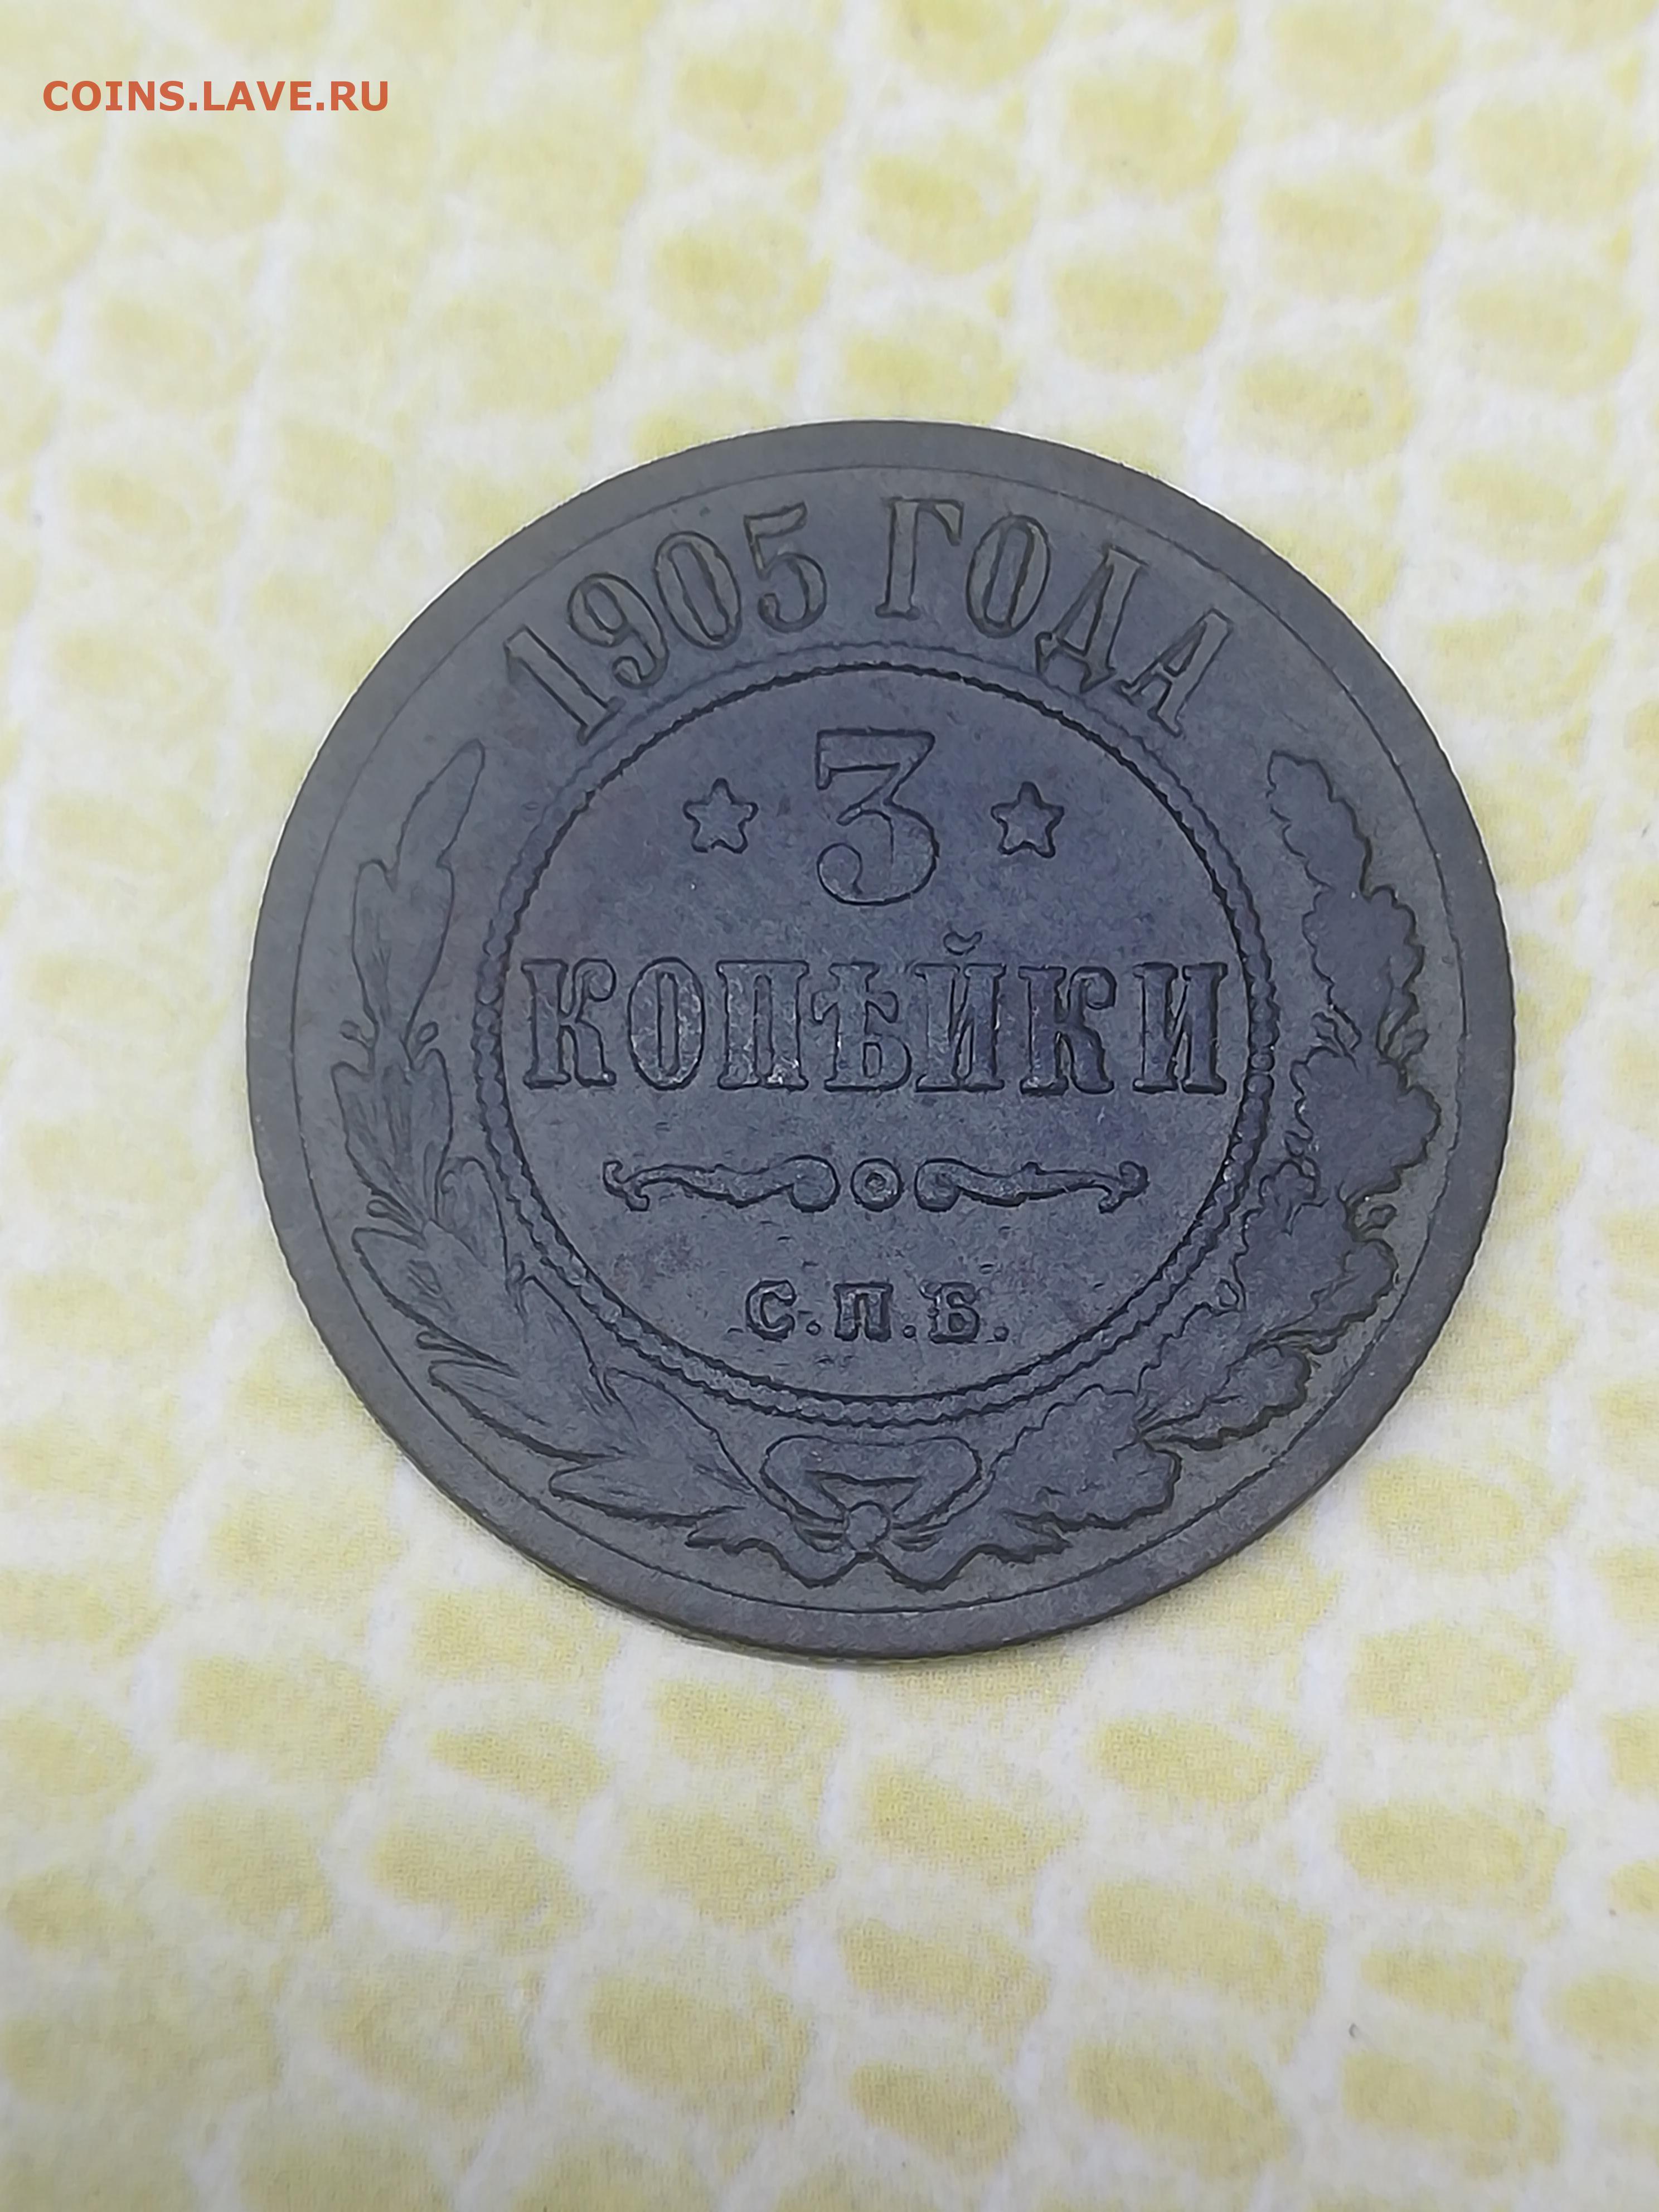 COINS.LAVE.RU
1905 ГОДА
3
КОПѢЙКИ
С.П.Б.